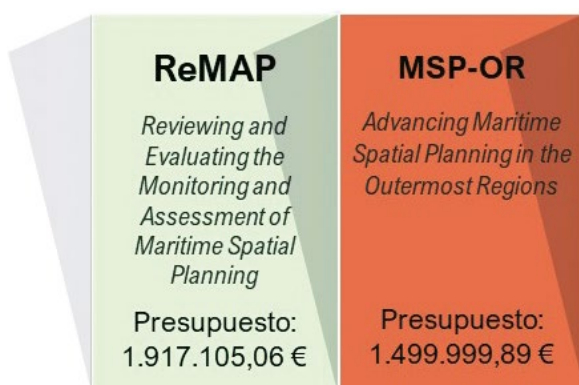 ReMAP
Reviewing and
Evaluating the
Monitoring and
Assessment of
Maritime Spatial
Planning
Presupuesto:
1.917.105,06 €
MSP-OR
Advancing Maritime
Spatial Planning in the
Outermost Regions
Presupuesto:
1.499.999,89 €